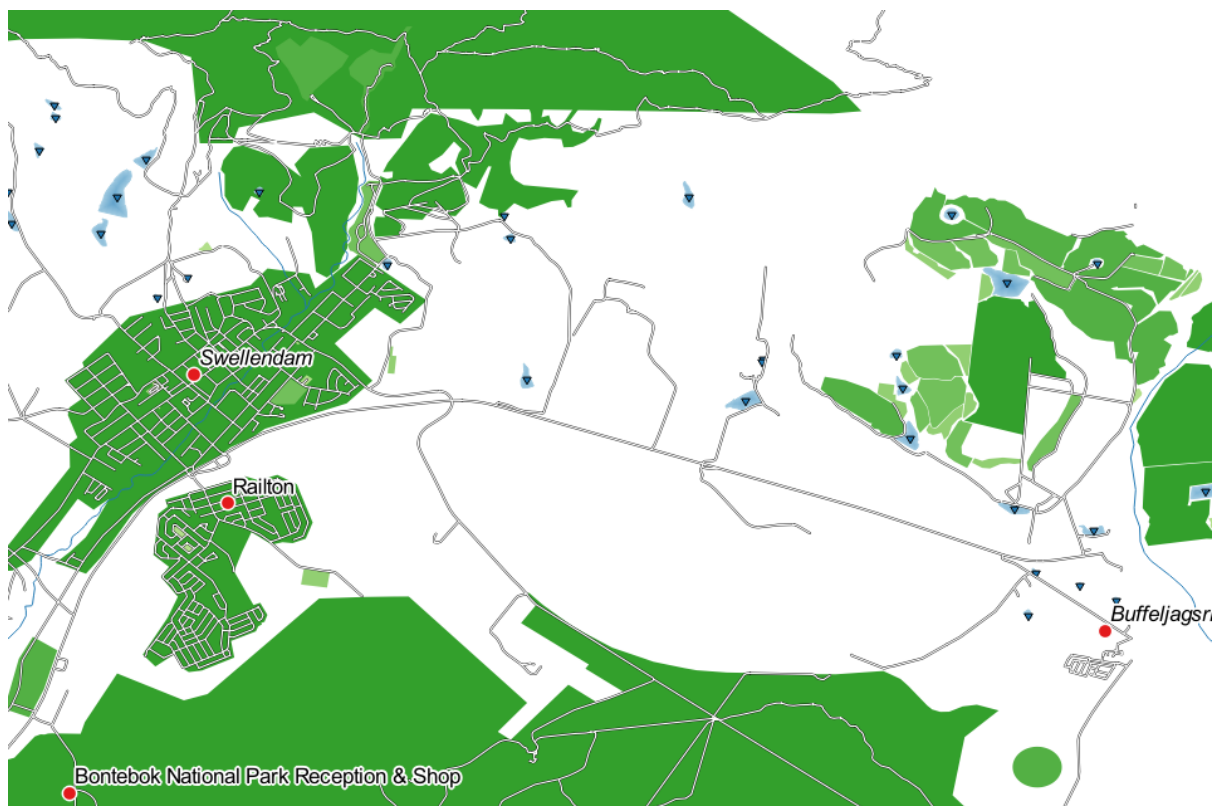 Swellendam
Railton
Buffeljagsri
Bontebok National Park Reception & Shop